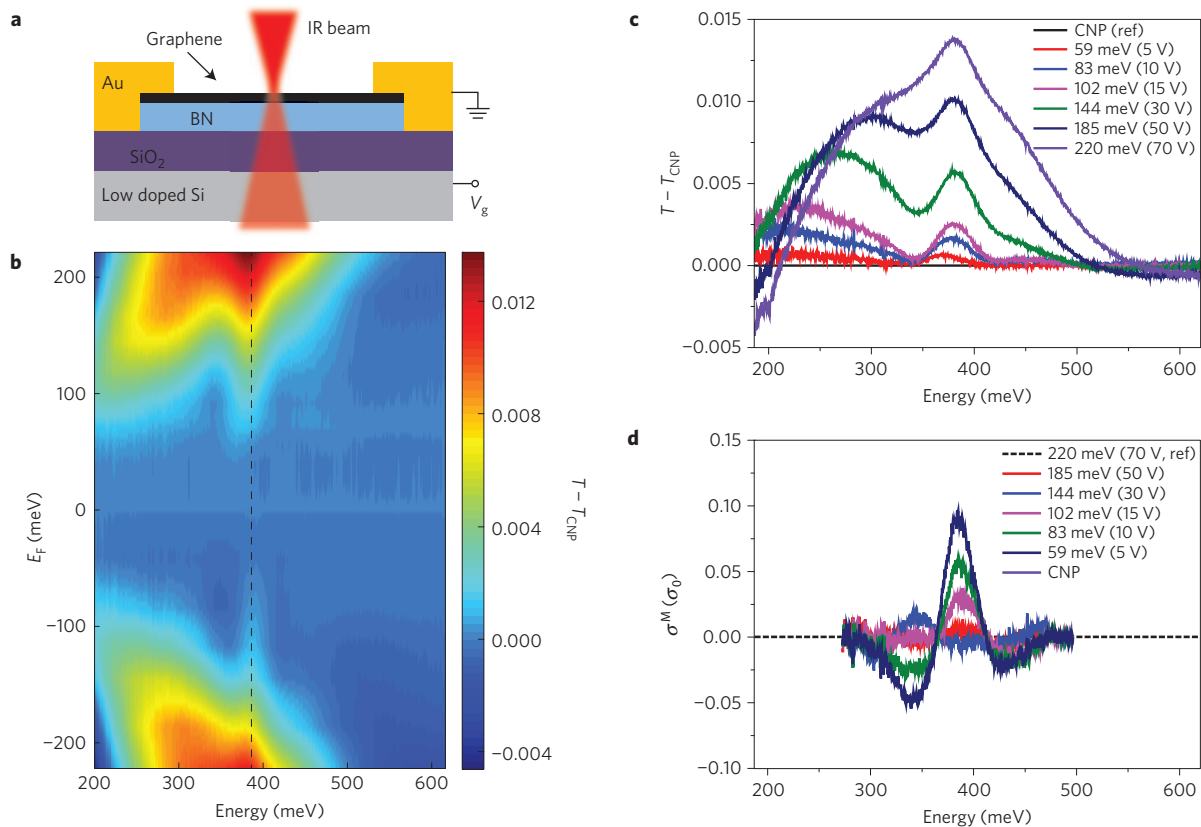 a
IR beam
Graphene
Au
BN
SiO2
Low doped Si
Vg
b
200
100
0
−100
−200
EF (meV)
200
300
400
500
600
Energy (meV)
0.012
0.008
0.004
0.000
−0.004
T − TCNP
c
0.015
0.010
0.005
0.000
−0.005
T − TCNP
CNP (ref)
59 meV (5 V)
83 meV (10 V)
102 meV (15 V)
144 meV (30 V)
185 meV (50 V)
220 meV (70 V)
200
300
400
500
600
Energy (meV)
d
0.15
0.10
0.05
0.00
−0.05
−0.10
σM (σ0)
220 meV (70 V, ref)
185 meV (50 V)
144 meV (30 V)
102 meV (15 V)
83 meV (10 V)
59 meV (5 V)
CNP
200
300
400
500
600
Energy (meV)